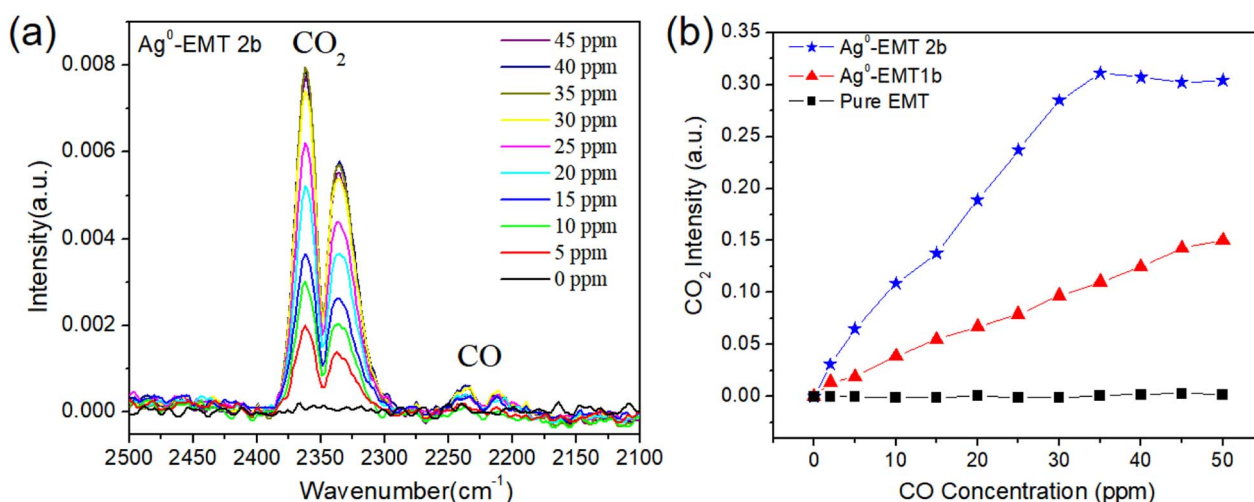 (a)
Ag⁰-EMT 2b
CO₂
CO
45 ppm
40 ppm
35 ppm
30 ppm
25 ppm
20 ppm
15 ppm
10 ppm
5 ppm
0 ppm
0.008
0.006
0.004
0.002
0.000
Intensity(a.u.)
2500 2450 2400 2350 2300 2250 2200 2150 2100
Wavenumber(cm⁻¹)
(b)
Ag⁰-EMT 2b
Ag⁰-EMT1b
Pure EMT
0.35
0.30
0.25
0.20
0.15
0.10
0.05
0.00
CO₂ Intensity (a.u.)
0 10 20 30 40 50
CO Concentration (ppm)